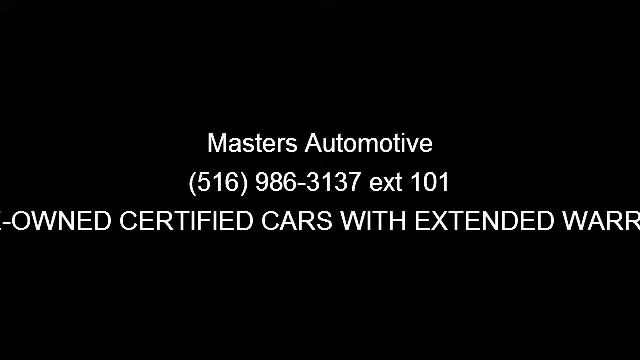 Masters Automotive
(516) 986-3137 ext 101
E-OWNED CERTIFIED CARS WITH EXTENDED WARR